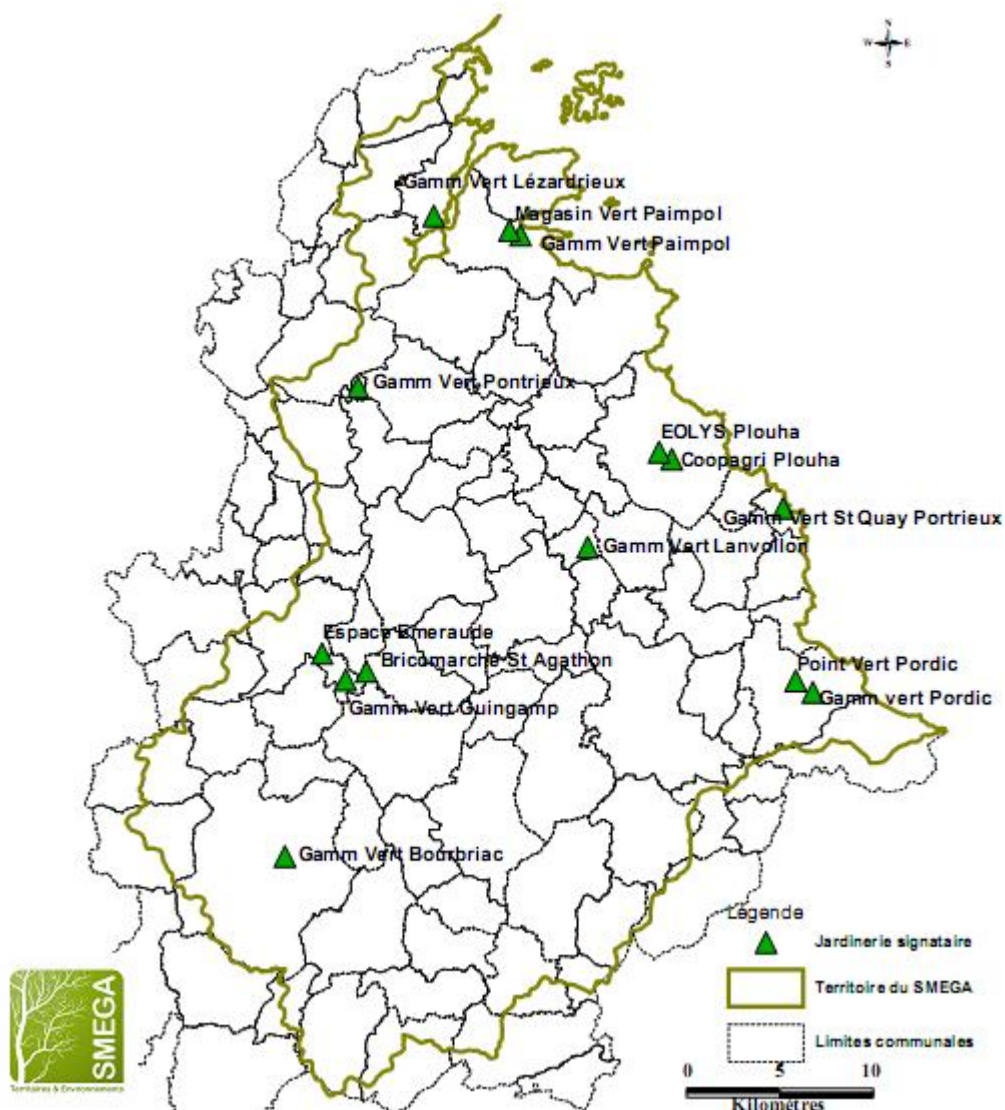 N
W E
S
Gamm Vert Lézardrieux
Magasin Vert Paimpol
Gamm Vert Paimpol
Gamm Vert Pontrieux
EOLYS Plouha
Coopagri Plouha
Gamm Vert St Quay Portrieux
Gamm Vert Lanvollon
Espace Emeraude
Bricomarché St Agathon
Gamm Vert Guingamp
Point Vert Pordic
Gamm vert Pordic
Gamm Vert Bourbriac
Légende
Jardinerie signataire
Territoire du SMEGA
Limites communales
0 5 10
Kilomètres
SMEGA
Territoires & Environnements